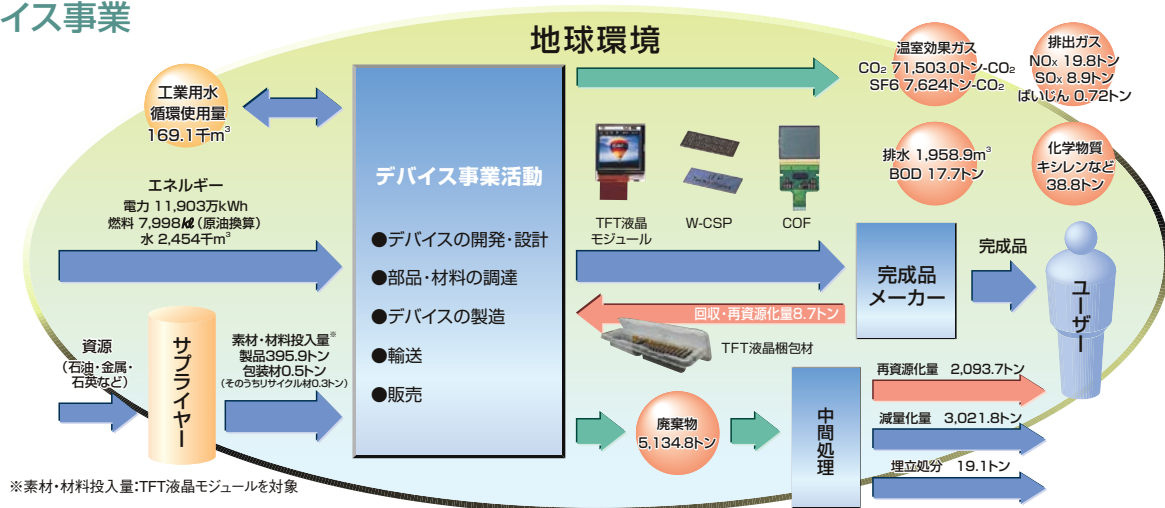 イス事業
地球環境
工業用水
循環使用量
169.1千m³
エネルギー
電力 11,903万kWh
燃料 7,998kℓ（原油換算）
水 2,454千m³
資源
（石油・金属・
石英など）
サプライヤー
素材・材料投入量※
製品395.9トン
包装材0.5トン
（そのうちリサイクル材0.3トン）
デバイス事業活動
●デバイスの開発・設計
●部品・材料の調達
●デバイスの製造
●輸送
●販売
温室効果ガス
CO₂ 71,503.0トン-CO₂
SF6 7,624トン-CO₂
排出ガス
NOx 19.8トン
SOx 8.9トン
ばいじん 0.72トン
排水 1,958.9m³
BOD 17.7トン
化学物質
キシレンなど
38.8トン
TFT液晶
モジュール
W-CSP
COF
完成品
メーカー
完成品
ユーザー
回収・再資源化量8.7トン
TFT液晶梱包材
廃棄物
5,134.8トン
中間処理
再資源化量 2,093.7トン
減量化量 3,021.8トン
埋立処分 19.1トン
※素材・材料投入量：TFT液晶モジュールを対象